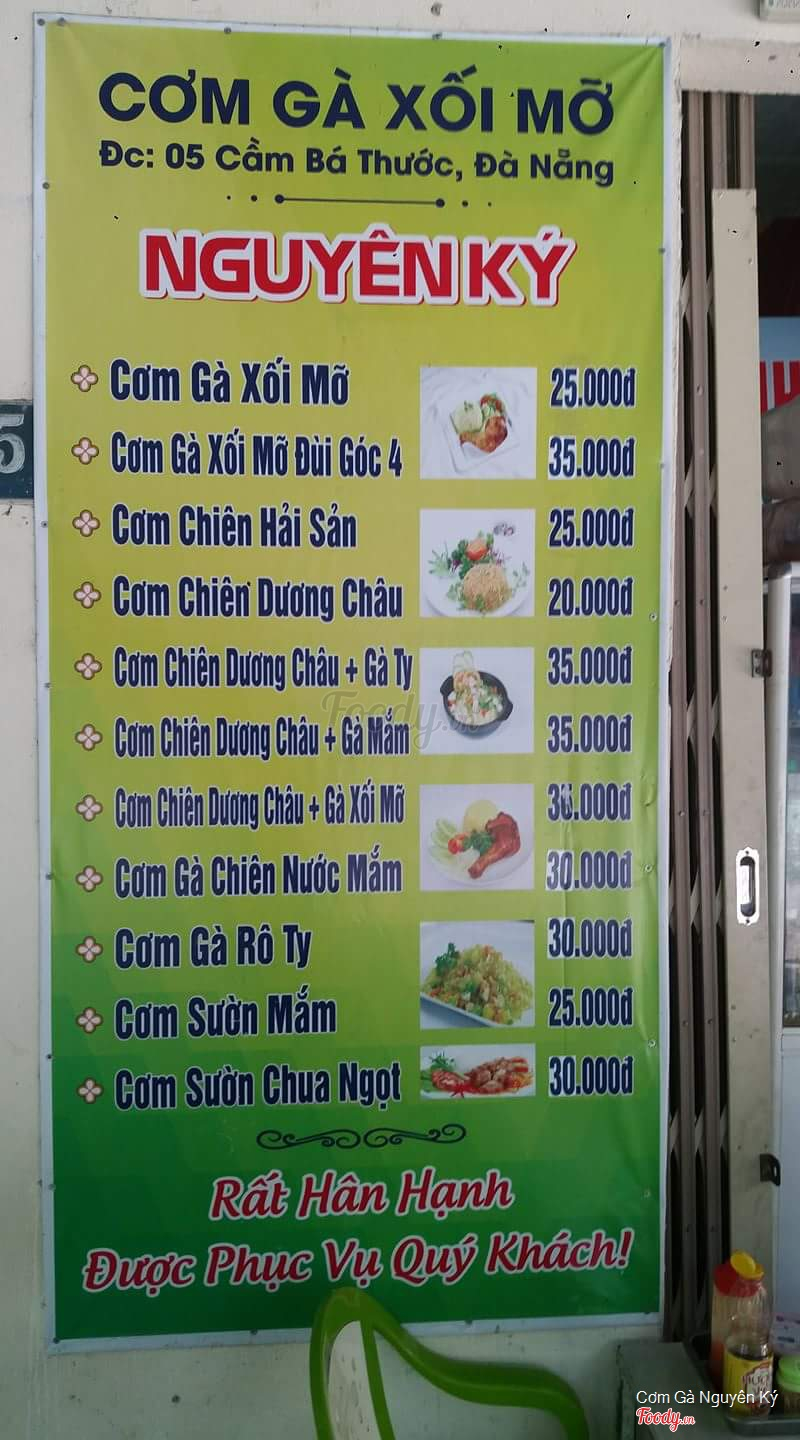 CƠM GÀ XỐI MỠ
Đc: 05 Cầm Bá Thước, Đà Nẵng
NGUYÊN KÝ
Cơm Gà Xối Mỡ 25.000đ
Cơm Gà Xối Mỡ Đùi Góc 4 35.000đ
Cơm Chiên Hải Sản 25.000đ
Cơm Chiên Dương Châu 20.000đ
Cơm Chiên Dương Châu + Gà Ty 35.000đ
Cơm Chiên Dương Châu + Gà Mắm 35.000đ
Cơm Chiên Dương Châu + Gà Xối Mỡ
Cơm Gà Chiên Nước Mắm 30.000đ
Cơm Gà Rô Ty 30.000đ
Cơm Sườn Mắm 25.000đ
Cơm Sườn Chua Ngọt 30.000đ
Rất Hân Hạnh
Được Phục Vụ Quý Khách!
5
Foody.vn
Cơm Gà Nguyên Ký
Foody.vn